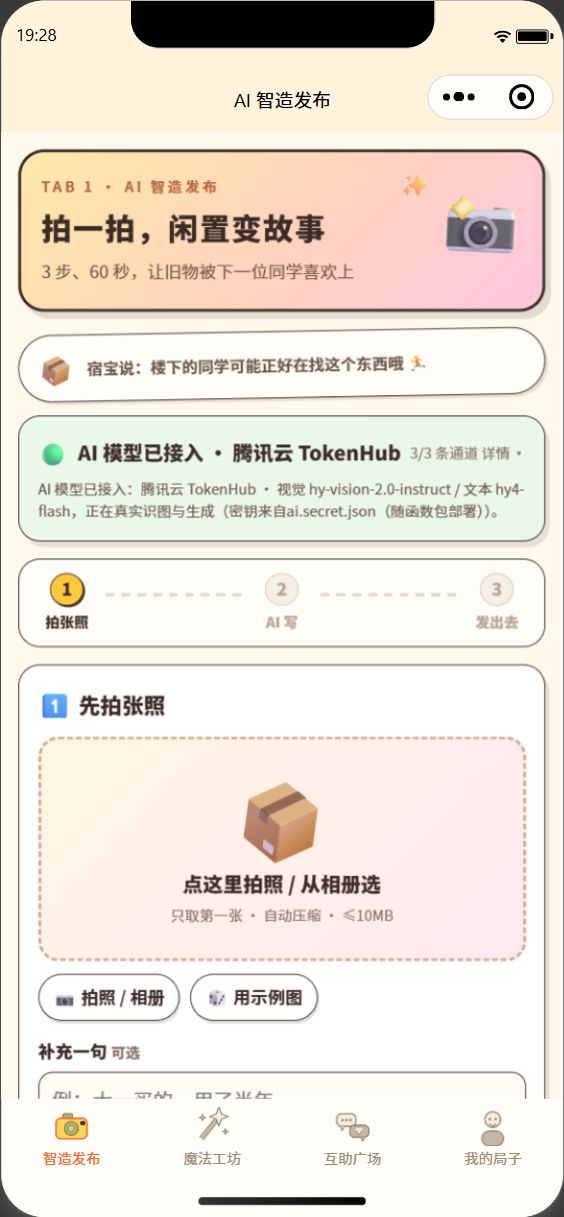 19:28
AI 智造发布
TAB 1 · AI 智造发布
拍一拍，闲置变故事
3 步、60 秒，让旧物被下一位同学喜欢上
宿宝说：楼下的同学可能正好在找这个东西哦
AI 模型已接入 · 腾讯云 TokenHub 3/3 条通道 详情
AI 模型已接入：腾讯云 TokenHub · 视觉 hy-vision-2.0-instruct / 文本 hy4-
flash，正在真实识图与生成（密钥来自ai.secret.json（随函数包部署））。
1 2 3
拍张照 AI 写 发出去
1 先拍张照
点这里拍照 / 从相册选
只取第一张 · 自动压缩 · ≤10MB
拍照 / 相册 用示例图
补充一句 可选
智造发布 魔法工坊 互助广场 我的局子